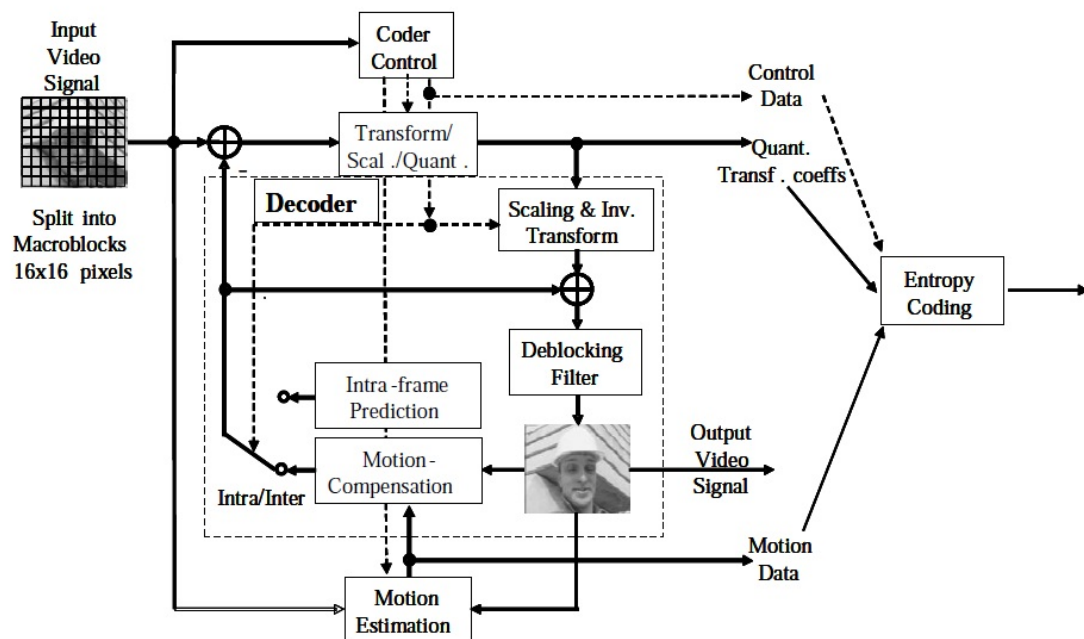 Input
Video
Signal
Coder
Control
Control
Data
Transform/
Scal./Quant.
-
Quant.
Transf. coeffs
Decoder
Split into
Macroblocks
16x16 pixels
Scaling & Inv.
Transform
Entropy
Coding
Deblocking
Filter
Intra-frame
Prediction
Motion-
Compensation
Intra/Inter
Output
Video
Signal
Motion
Data
Motion
Estimation